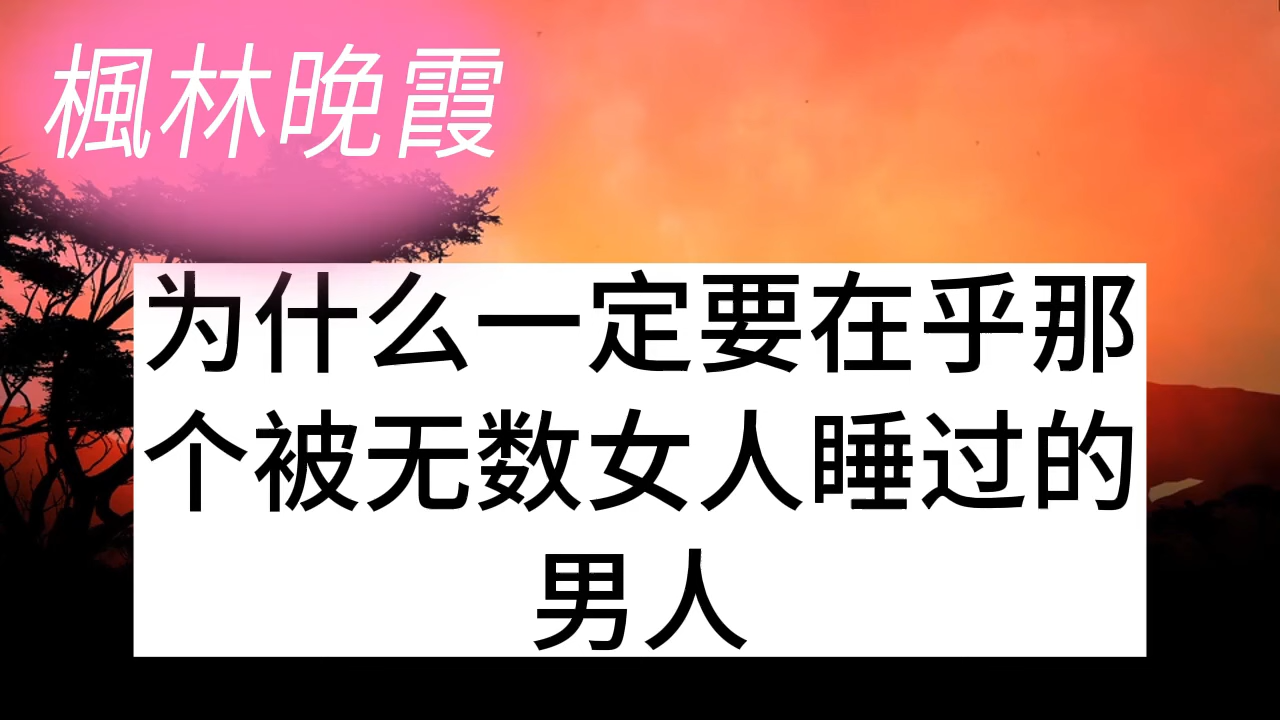 楓林晚霞
为什么一定要在乎那
个被无数女人睡过的
男人